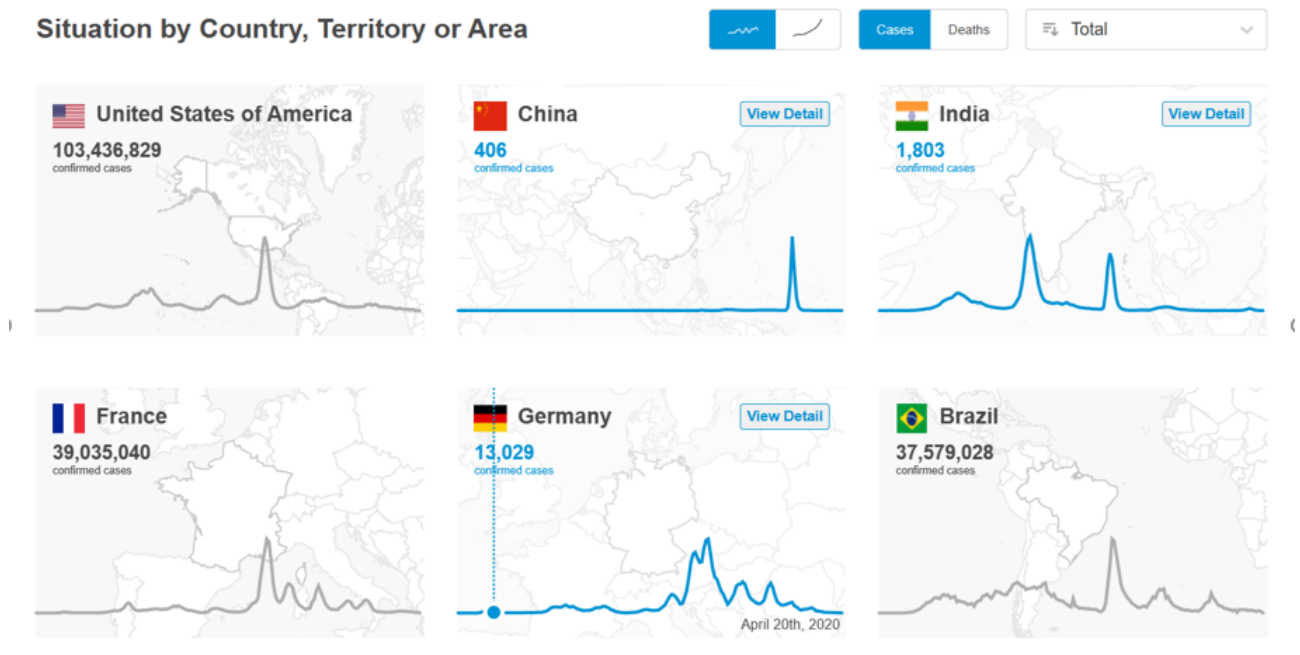 Situation by Country, Territory or Area
Cases
Deaths
Total
United States of America
103,436,829
confirmed cases
China
View Detail
406
confirmed cases
India
View Detail
1,803
confirmed cases
France
39,035,040
confirmed cases
Germany
View Detail
13,029
confirmed cases
April 20th, 2020
Brazil
37,579,028
confirmed cases